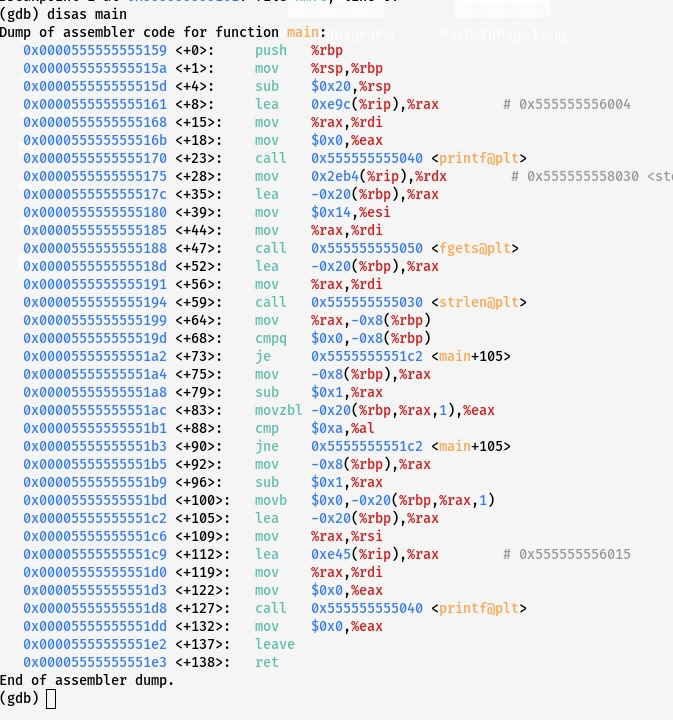 (gdb) disas main
image.png
Pasted image 1.png
Dump of assembler code for function main:
0x0000555555555159 <+0>: push %rbp
0x000055555555515a <+1>: mov %rsp,%rbp
0x000055555555515d <+4>: sub $0x20,%rsp
0x0000555555555161 <+8>: lea 0xe9c(%rip),%rax # 0x555555556004
0x0000555555555168 <+15>: mov %rax,%rdi
0x000055555555516b <+18>: mov $0x0,%eax
0x0000555555555170 <+23>: call 0x555555555040 <printf@plt>
0x0000555555555175 <+28>: mov 0x2eb4(%rip),%rdx # 0x555555558030 <std
0x000055555555517c <+35>: lea -0x20(%rbp),%rax
0x0000555555555180 <+39>: mov $0x14,%esi
0x0000555555555185 <+44>: mov %rax,%rdi
0x0000555555555188 <+47>: call 0x555555555050 <fgets@plt>
0x000055555555518d <+52>: lea -0x20(%rbp),%rax
0x0000555555555191 <+56>: mov %rax,%rdi
0x0000555555555194 <+59>: call 0x555555555030 <strlen@plt>
0x0000555555555199 <+64>: mov %rax,-0x8(%rbp)
0x000055555555519d <+68>: cmpq $0x0,-0x8(%rbp)
0x00005555555551a2 <+73>: je 0x5555555551c2 <main+105>
0x00005555555551a4 <+75>: mov -0x8(%rbp),%rax
0x00005555555551a8 <+79>: sub $0x1,%rax
0x00005555555551ac <+83>: movzbl -0x20(%rbp,%rax,1),%eax
0x00005555555551b1 <+88>: cmp $0xa,%al
0x00005555555551b3 <+90>: jne 0x5555555551c2 <main+105>
0x00005555555551b5 <+92>: mov -0x8(%rbp),%rax
0x00005555555551b9 <+96>: sub $0x1,%rax
0x00005555555551bd <+100>: movb $0x0,-0x20(%rbp,%rax,1)
0x00005555555551c2 <+105>: lea -0x20(%rbp),%rax
0x00005555555551c6 <+109>: mov %rax,%rsi
0x00005555555551c9 <+112>: lea 0xe45(%rip),%rax # 0x555555556015
0x00005555555551d0 <+119>: mov %rax,%rdi
0x00005555555551d3 <+122>: mov $0x0,%eax
0x00005555555551d8 <+127>: call 0x555555555040 <printf@plt>
0x00005555555551dd <+132>: mov $0x0,%eax
0x00005555555551e2 <+137>: leave
0x00005555555551e3 <+138>: ret
End of assembler dump.
(gdb)